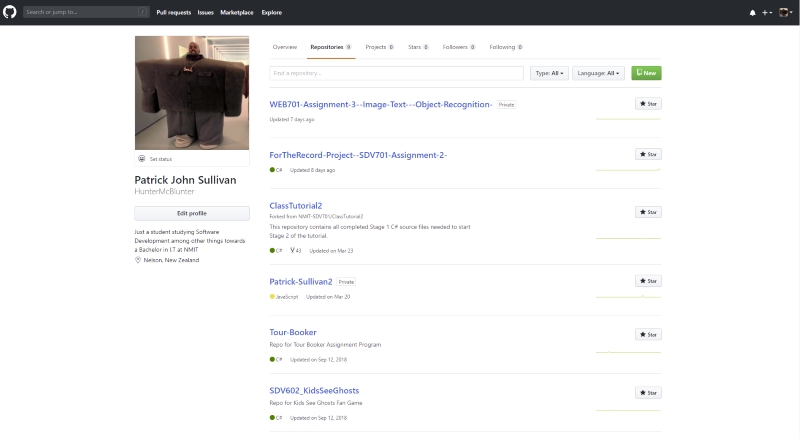 Search or jump to... /
Pull requests Issues Marketplace Explore
Overview Repositories 9 Projects 0 Stars 0 Followers 0 Following 0
Find a repository...
Type: All Language: All New
Set status
Patrick John Sullivan
HunterMcBlunter
Edit profile
Just a student studying Software
Development among other things towards
a Bachelor in I.T at NMIT
Nelson, New Zealand
WEB701-Assignment-3--Image-Text---Object-Recognition- Private
Star
Updated 7 days ago
ForTheRecord-Project--SDV701-Assignment-2-
Star
C# Updated 8 days ago
ClassTutorial2
Star
Forked from NMIT-SDV701/ClassTutorial2
This repository contains all completed Stage 1 C# source files needed to start
Stage 2 of the tutorial.
C# 43 Updated on Mar 23
Patrick-Sullivan2 Private
Star
JavaScript Updated on Mar 20
Tour-Booker
Star
Repo for Tour Booker Assignment Program
C# Updated on Sep 12, 2018
SDV602_KidsSeeGhosts
Star
Repo for Kids See Ghosts Fan Game
C# Updated on Sep 12, 2018